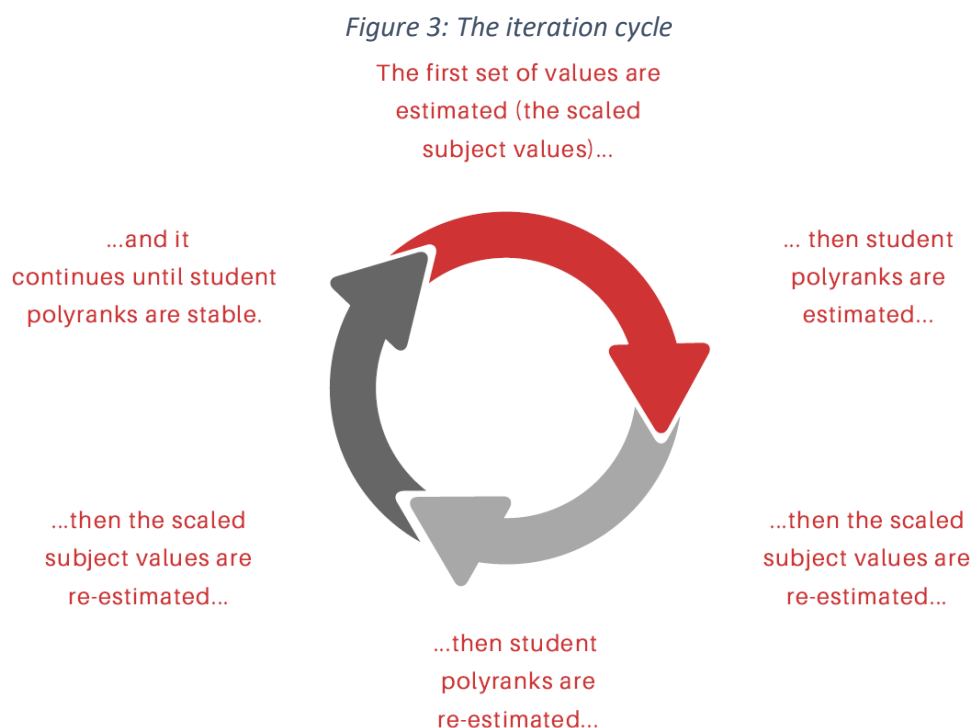 Figure 3: The iteration cycle
The first set of values are
estimated (the scaled
subject values)...
... then student
polyranks are
estimated...
...then the scaled
subject values are
re-estimated...
...then student
polyranks are
re-estimated...
...then the scaled
subject values are
re-estimated...
...and it
continues until student
polyranks are stable.